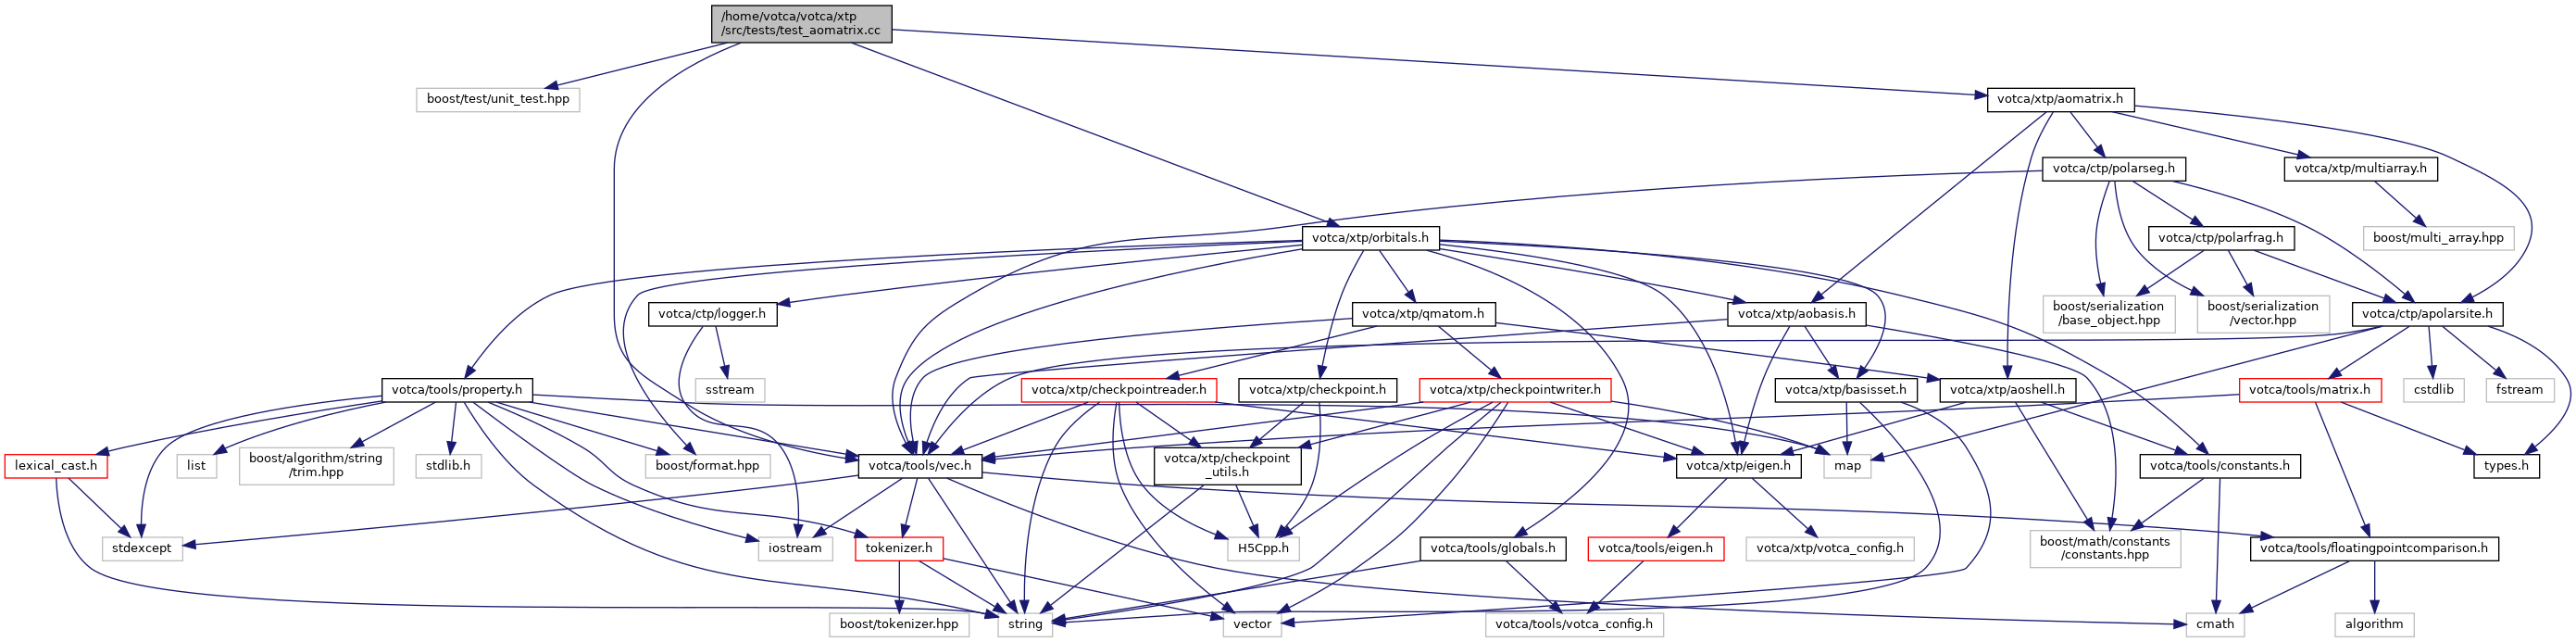 /home/votca/votca/xtp
/src/tests/test_aomatrix.cc
boost/test/unit_test.hpp
votca/xtp/aomatrix.h
votca/ctp/polarseg.h
votca/xtp/multiarray.h
votca/xtp/orbitals.h
votca/ctp/polarfrag.h
boost/multi_array.hpp
votca/ctp/logger.h
votca/xtp/qmatom.h
votca/xtp/aobasis.h
boost/serialization
/base_object.hpp
boost/serialization
/vector.hpp
votca/ctp/apolarsite.h
votca/tools/property.h
sstream
votca/xtp/checkpointreader.h
votca/xtp/checkpoint.h
votca/xtp/checkpointwriter.h
votca/xtp/basisset.h
votca/xtp/aoshell.h
votca/tools/matrix.h
cstdlib
fstream
lexical_cast.h
list
boost/algorithm/string
/trim.hpp
stdlib.h
boost/format.hpp
votca/tools/vec.h
votca/xtp/checkpoint
_utils.h
votca/xtp/eigen.h
map
votca/tools/constants.h
types.h
stdexcept
iostream
tokenizer.h
H5Cpp.h
votca/tools/globals.h
votca/tools/eigen.h
votca/xtp/votca_config.h
boost/math/constants
/constants.hpp
votca/tools/floatingpointcomparison.h
boost/tokenizer.hpp
string
vector
votca/tools/votca_config.h
cmath
algorithm